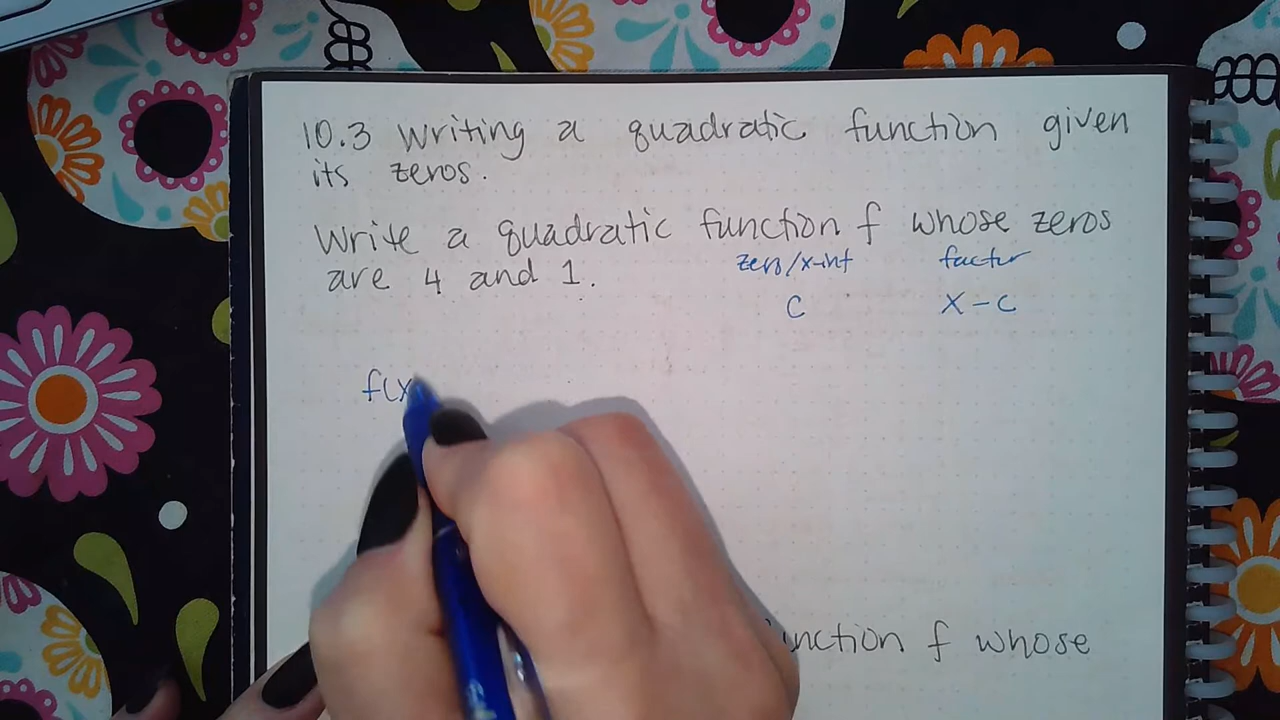 10.3 Writing a quadratic function given
its zeros.
Write a quadratic function f whose zeros
are 4 and 1.
zero/x-int factor
C X-C
f(x
function f whose